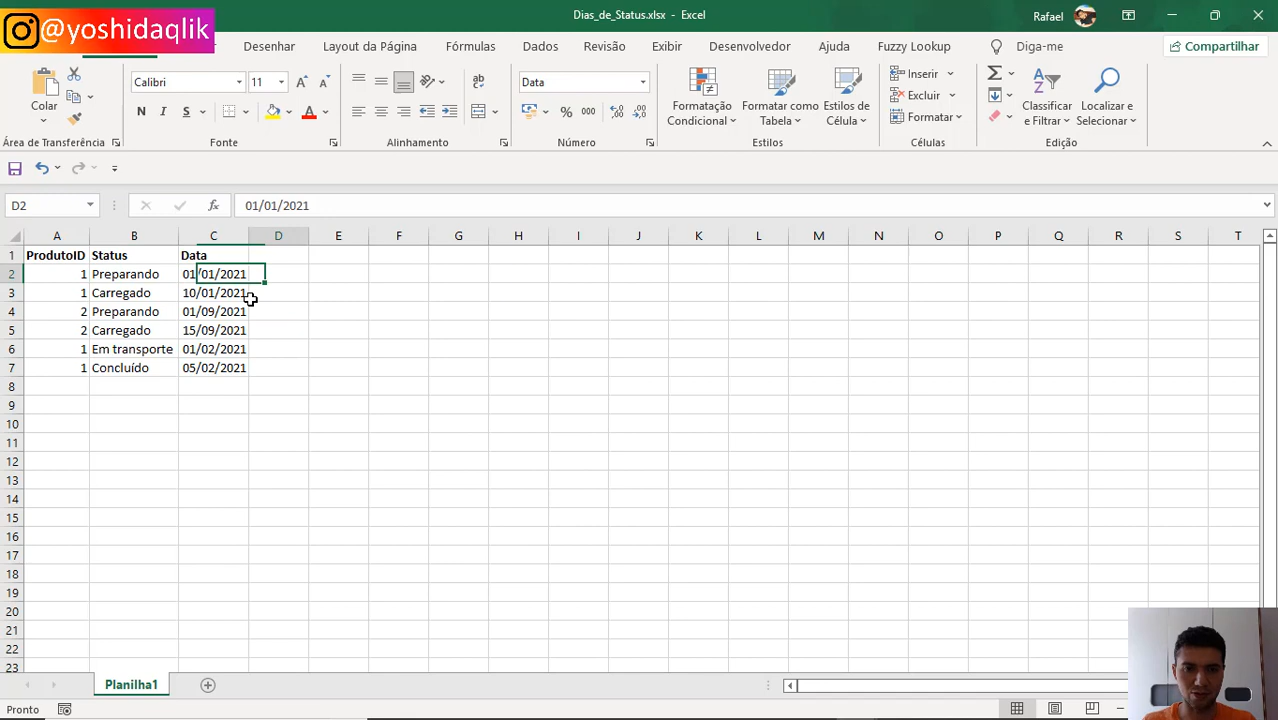 @yoshidaqlik
Dias_de_Status.xlsx - Excel
Rafael
Desenhar
Layout da Página
Fórmulas
Dados
Revisão
Exibir
Desenvolvedor
Ajuda
Fuzzy Lookup
Diga-me
Compartilhar
Colar
Calibri
11
N
I
S
Data
000
Formatação Condicional
Formatar como Tabela
Estilos de Célula
Inserir
Excluir
Formatar
Classificar e Filtrar
Localizar e Selecionar
Área de Transferência
Fonte
Alinhamento
Número
Estilos
Células
Edição
D2
fx
01/01/2021
A B C D E F G H I J K L M N O P Q R S T
1 ProdutoID Status Data
2 1 Preparando 01/01/2021
3 1 Carregado 10/01/2021
4 2 Preparando 01/09/2021
5 2 Carregado 15/09/2021
6 1 Em transporte 01/02/2021
7 1 Concluído 05/02/2021
8
9
10
11
12
13
14
15
16
17
18
19
20
21
22
23
Planilha1
Pronto